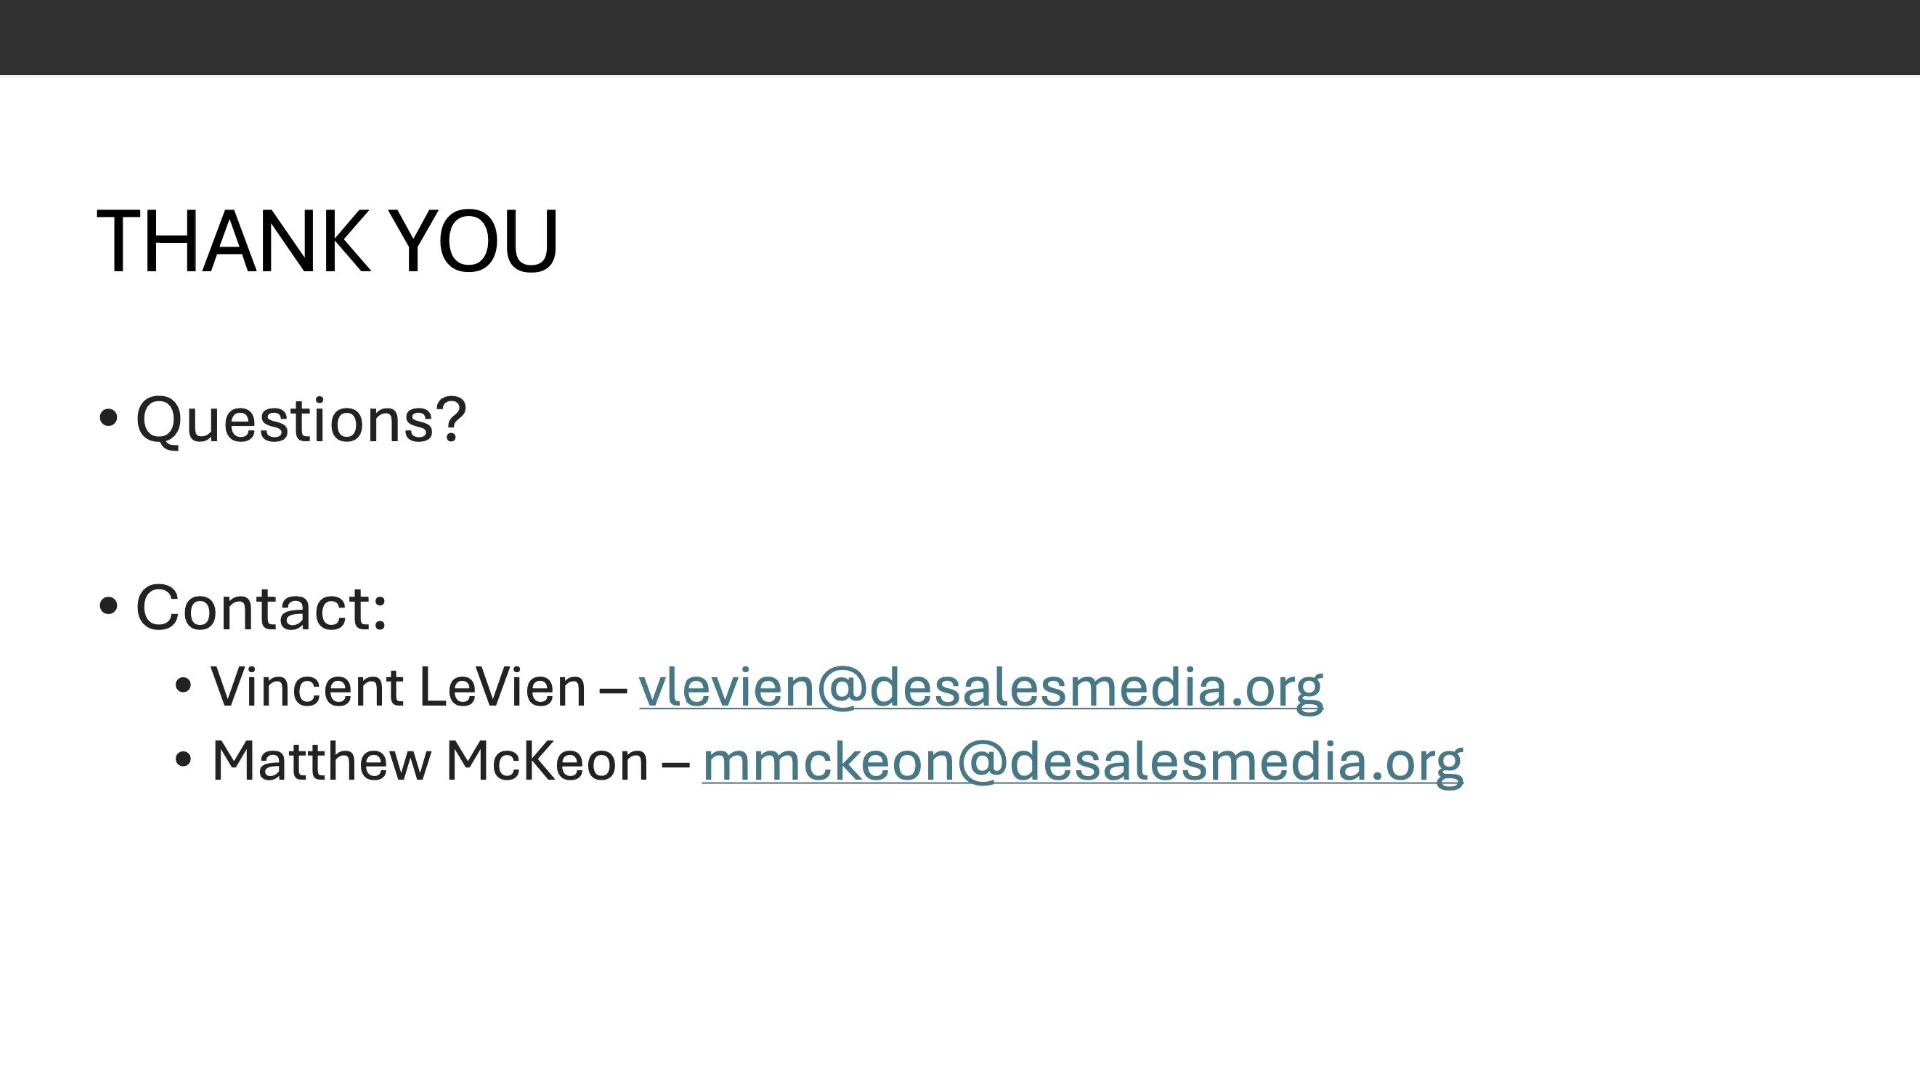 THANK YOU
• Questions?
• Contact:
• Vincent LeVien – vlevien@desalesmedia.org
• Matthew McKeon – mmckeon@desalesmedia.org